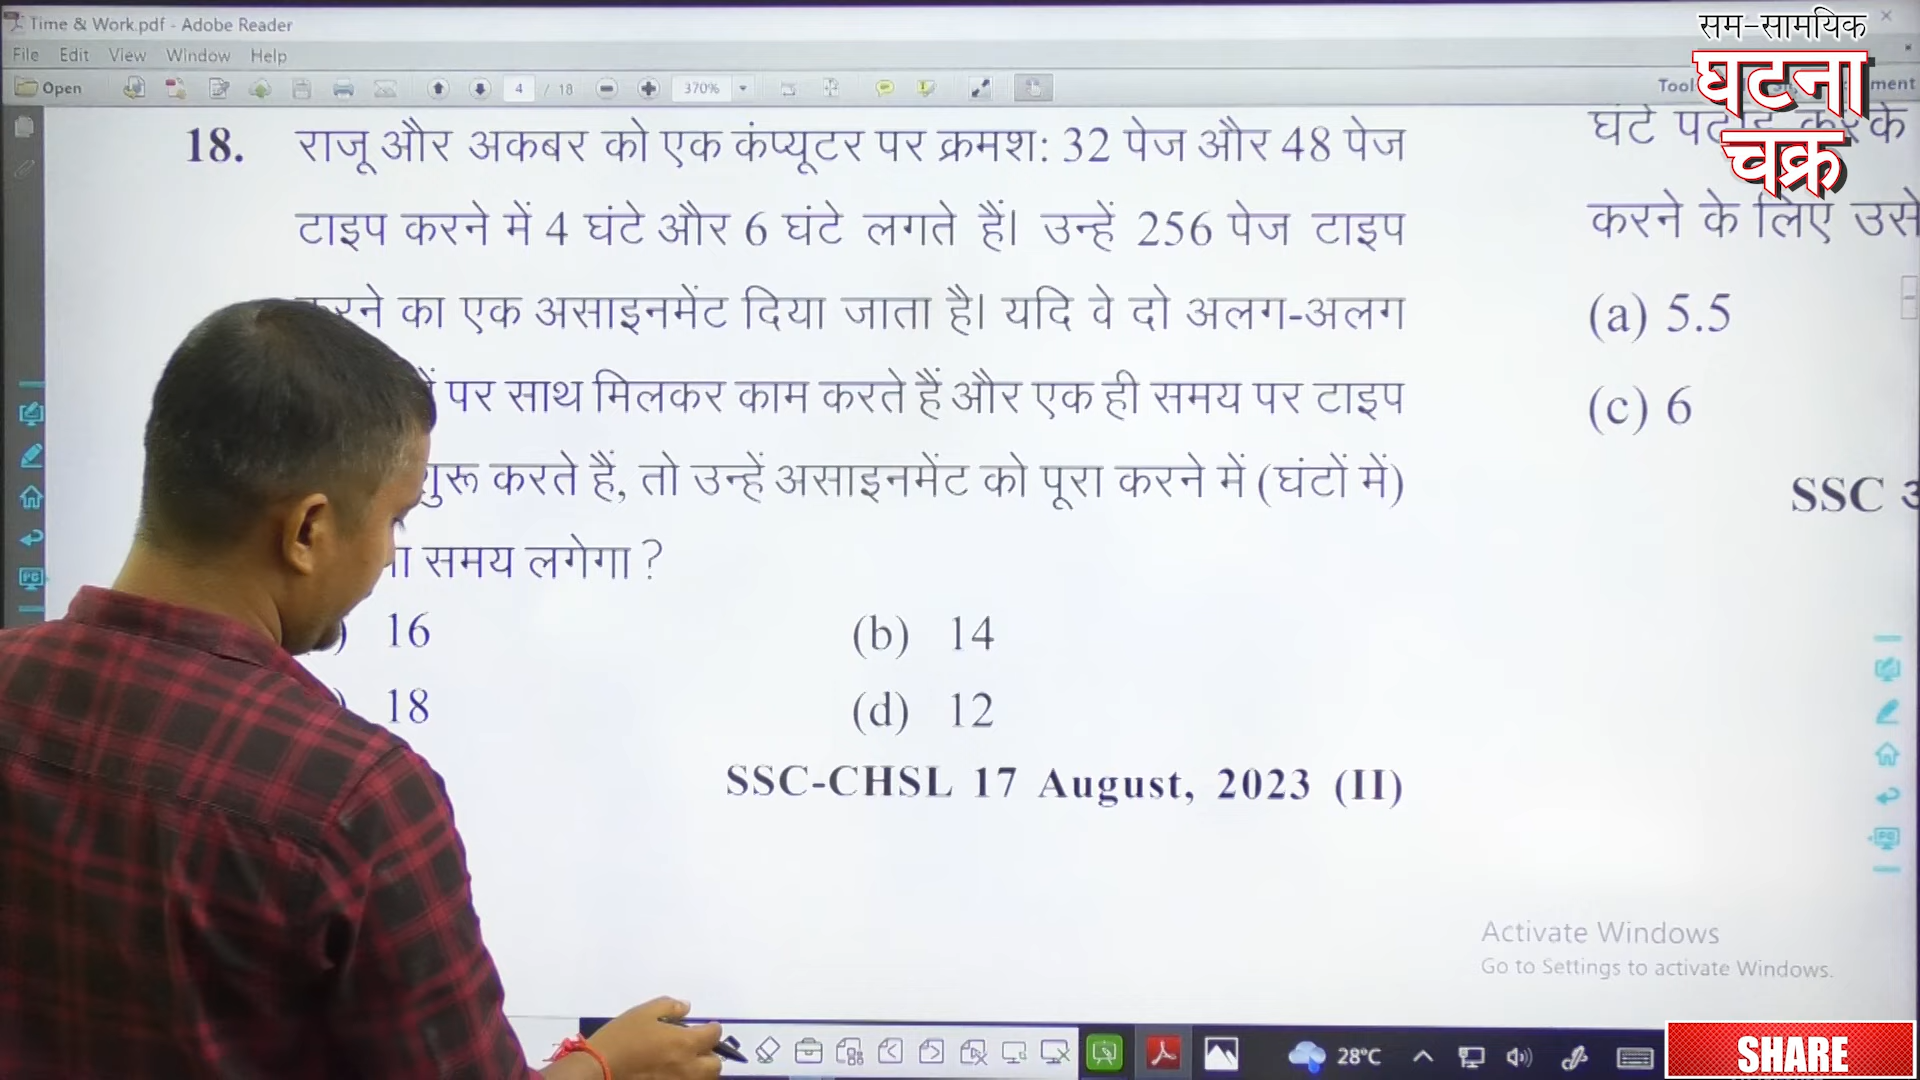 Time & Work.pdf - Adobe Reader
File Edit View Window Help
Open 4 / 18 370%
सम-सामयिक
घटना
चक्र
18. राजू और अकबर को एक कंप्यूटर पर क्रमश: 32 पेज और 48 पेज
टाइप करने में 4 घंटे और 6 घंटे लगते हैं। उन्हें 256 पेज टाइप
का एक असाइनमेंट दिया जाता है। यदि वे दो अलग-अलग
पर साथ मिलकर काम करते हैं और एक ही समय पर टाइप
शुरू करते हैं, तो उन्हें असाइनमेंट को पूरा करने में (घंटों में)
समय लगेगा ?
16 (b) 14
18 (d) 12
SSC-CHSL 17 August, 2023 (II)
घंटे
करने के लिए उसे
(a) 5.5
(c) 6
SSC
Activate Windows
Go to Settings to activate Windows.
28°C
SHARE